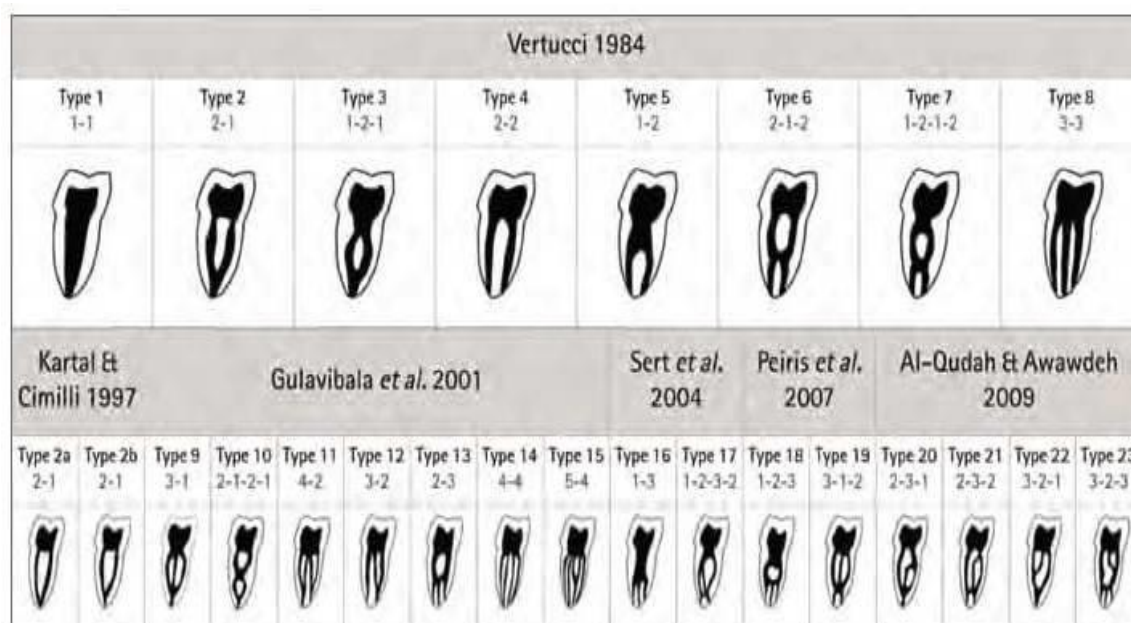 Vertucci 1984
Type 1 Type 2 Type 3 Type 4 Type 5 Type 6 Type 7 Type 8
1-1 2-1 1-2-1 2-2 1-2 2-1-2 1-2-1-2 3-3
Kartal &
Cimilli 1997
Gulavibala et al. 2001
Sert et al.
2004
Peiris et al.
2007
Al-Qudah & Awawdeh
2009
Type 2a Type 2b Type 9 Type 10 Type 11 Type 12 Type 13 Type 14 Type 15 Type 16 Type 17 Type 18 Type 19 Type 20 Type 21 Type 22 Type 23
2-1 2-1 3-1 2-1-2-1 4-2 3-2 2-3 4-4 5-4 1-3 1-2-3-2 1-2-3 3-1-2 2-3-1 2-3-2 3-2-1 3-2-3